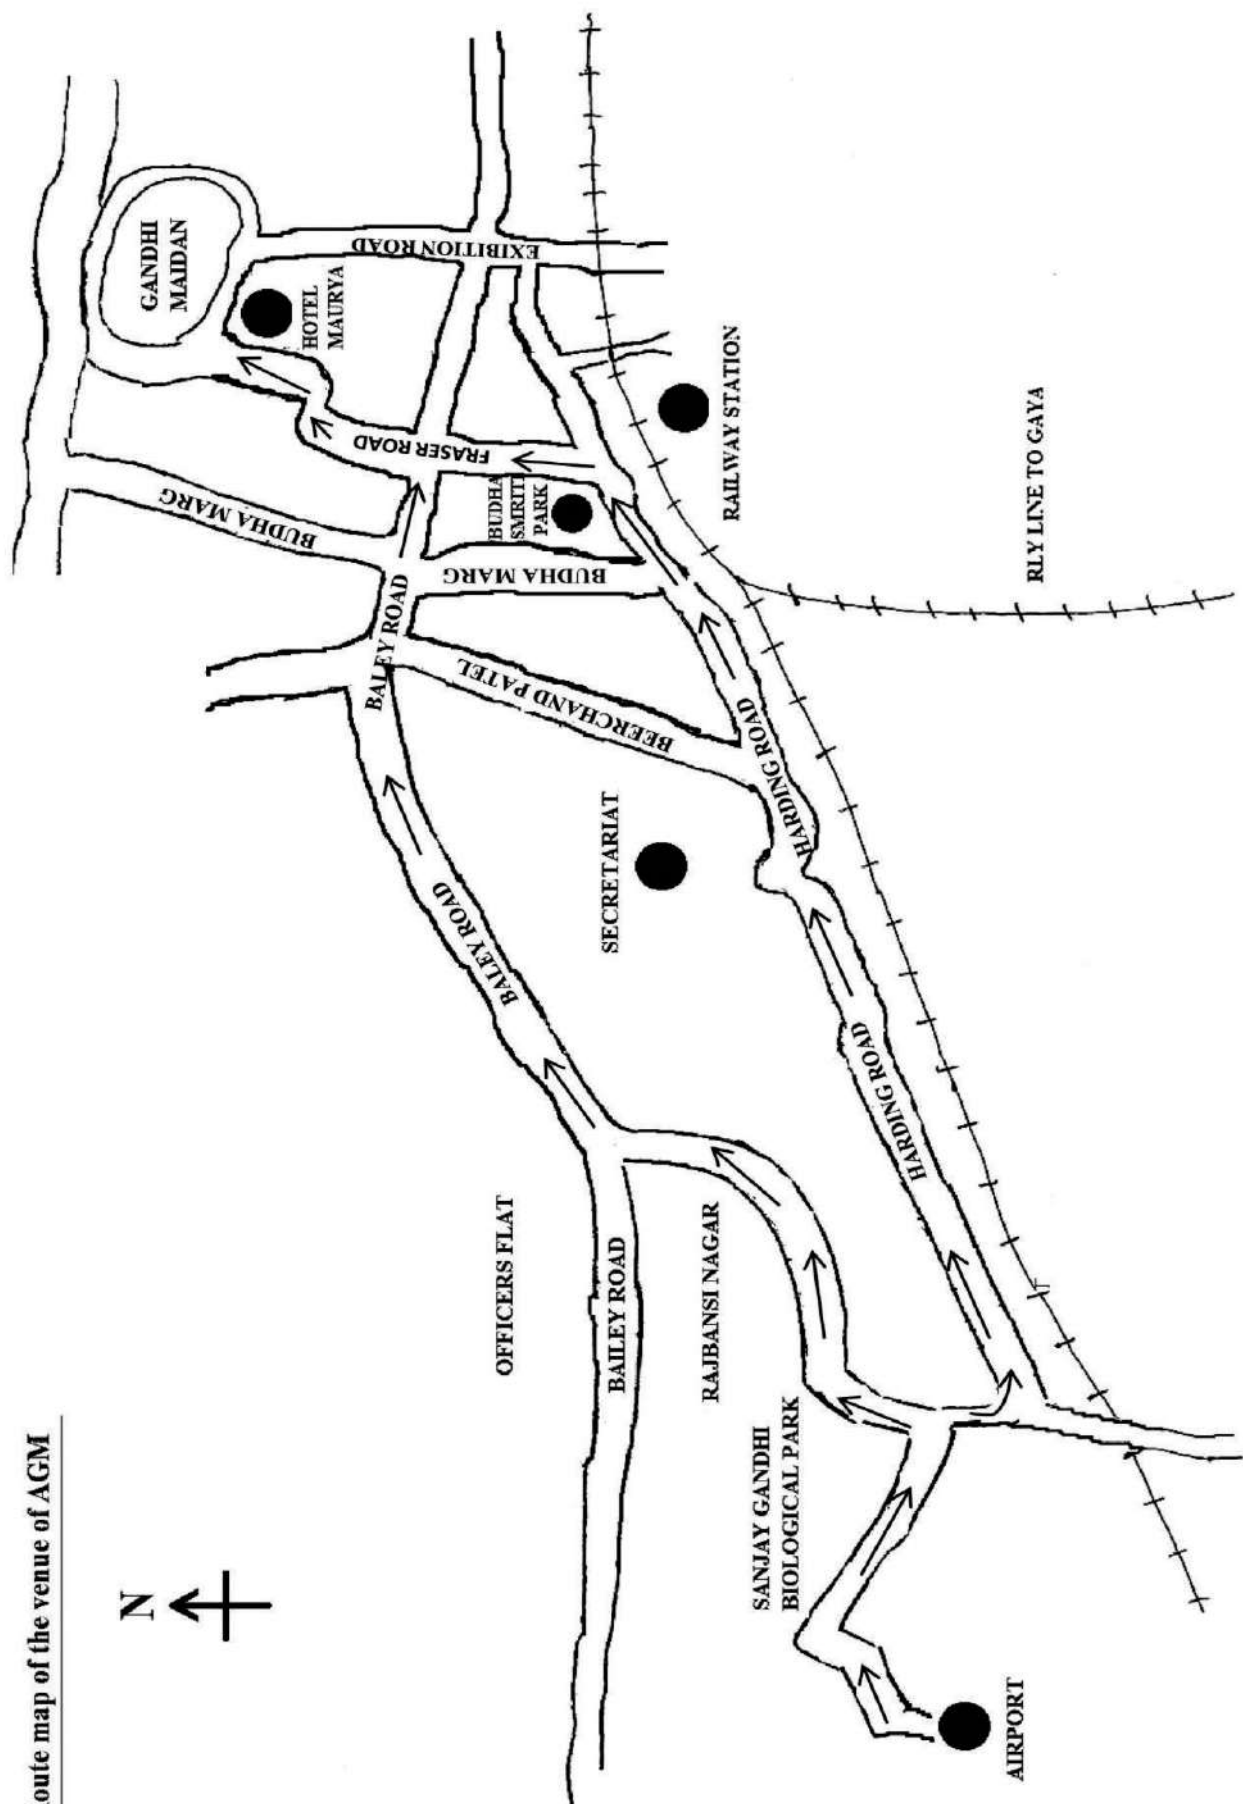 oute map of the venue of AGM
N
GANDHI
MAIDAN
HOTEL
MAURYA
EXIBITION ROAD
BUDHA MARG
FRASER ROAD
BUDHA
SMRITI
PARK
BUDHA MARG
BALEY ROAD
BEERCHAND PATEL
RAILWAY STATION
RLY LINE TO GAYA
HARDING ROAD
SECRETARIAT
BALEY ROAD
HARDING ROAD
OFFICERS FLAT
BAILEY ROAD
RAJBANSI NAGAR
SANJAY GANDHI
BIOLOGICAL PARK
AIRPORT